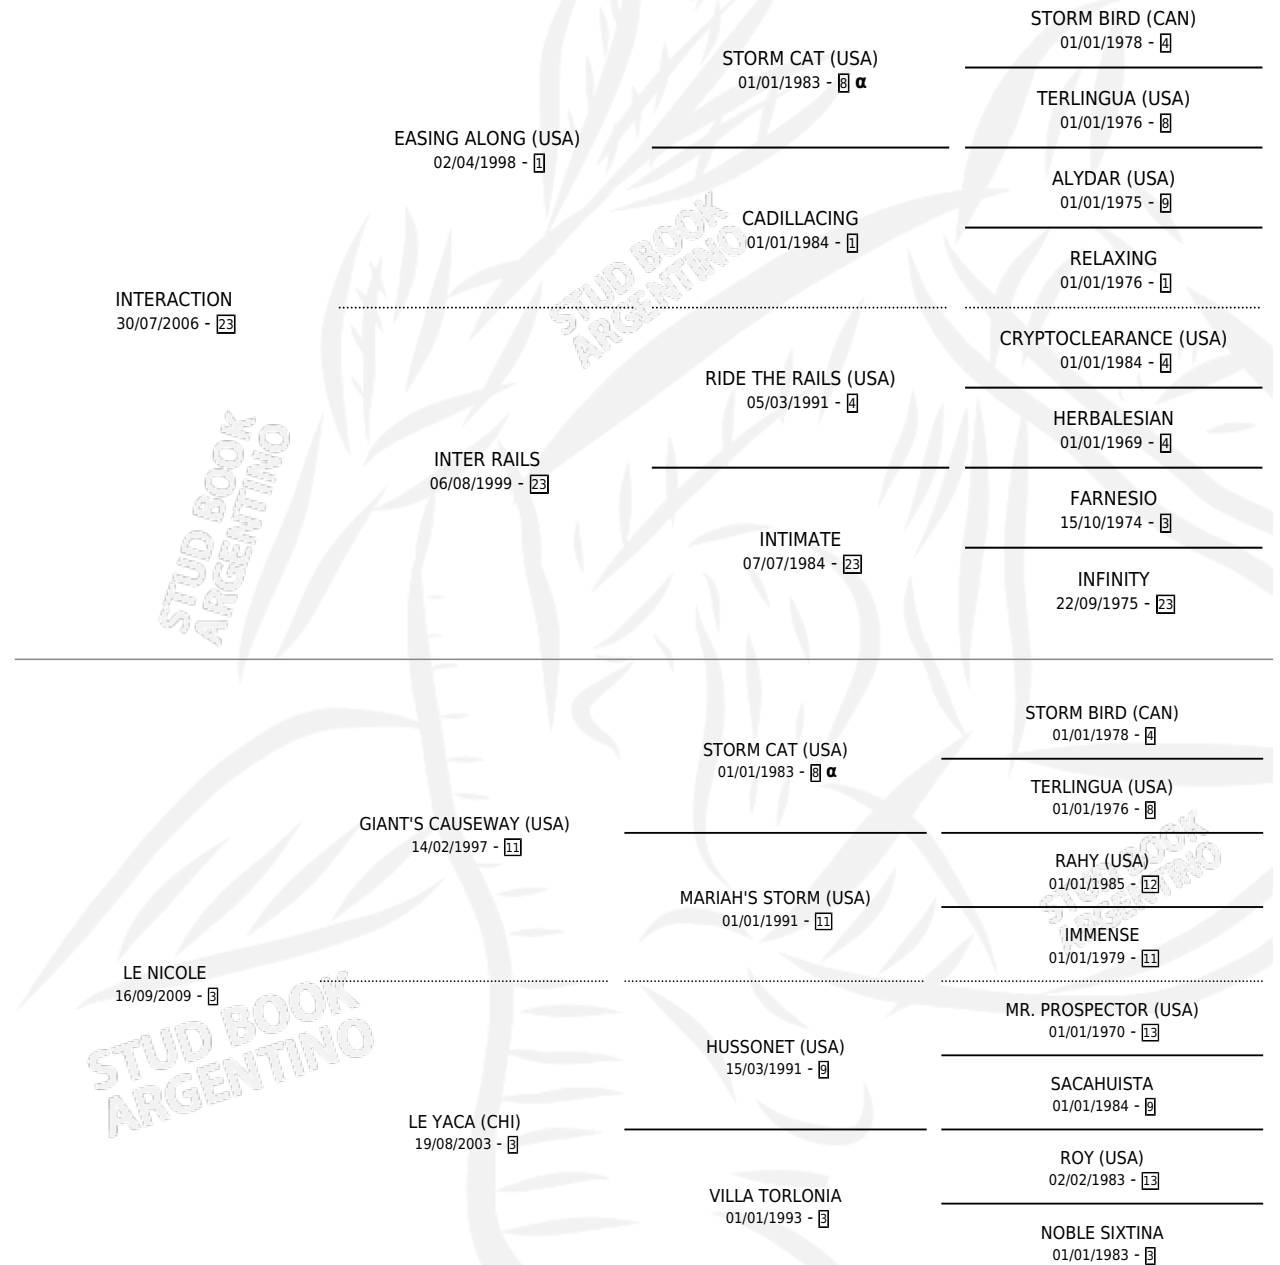 STORM BIRD (CAN)
01/01/1978 - 4
STORM CAT (USA)
01/01/1983 - 8 α
TERLINGUA (USA)
01/01/1976 - 8
EASING ALONG (USA)
02/04/1998 - 1
ALYDAR (USA)
01/01/1975 - 9
CADILLACING
01/01/1984 - 1
RELAXING
01/01/1976 - 1
INTERACTION
30/07/2006 - 23
CRYPTOCLEARANCE (USA)
01/01/1984 - 4
RIDE THE RAILS (USA)
05/03/1991 - 4
HERBALESIAN
01/01/1969 - 4
INTER RAILS
06/08/1999 - 23
FARNESIO
15/10/1974 - 3
INTIMATE
07/07/1984 - 23
INFINITY
22/09/1975 - 23
STORM BIRD (CAN)
01/01/1978 - 4
STORM CAT (USA)
01/01/1983 - 8 α
TERLINGUA (USA)
01/01/1976 - 8
GIANT'S CAUSEWAY (USA)
14/02/1997 - 11
RAHY (USA)
01/01/1985 - 12
MARIAH'S STORM (USA)
01/01/1991 - 11
IMMENSE
01/01/1979 - 11
LE NICOLE
16/09/2009 - 3
MR. PROSPECTOR (USA)
01/01/1970 - 13
HUSSONET (USA)
15/03/1991 - 9
SACAHUISTA
01/01/1984 - 9
LE YACA (CHI)
19/08/2003 - 3
ROY (USA)
02/02/1983 - 13
VILLA TORLONIA
01/01/1993 - 3
NOBLE SIXTINA
01/01/1983 - 3
STUD BOOK
ARGENTINO
STUD BOOK
ARGENTINO
STUD BOOK
ARGENTINO
STUD BOOK
ARGENTINO